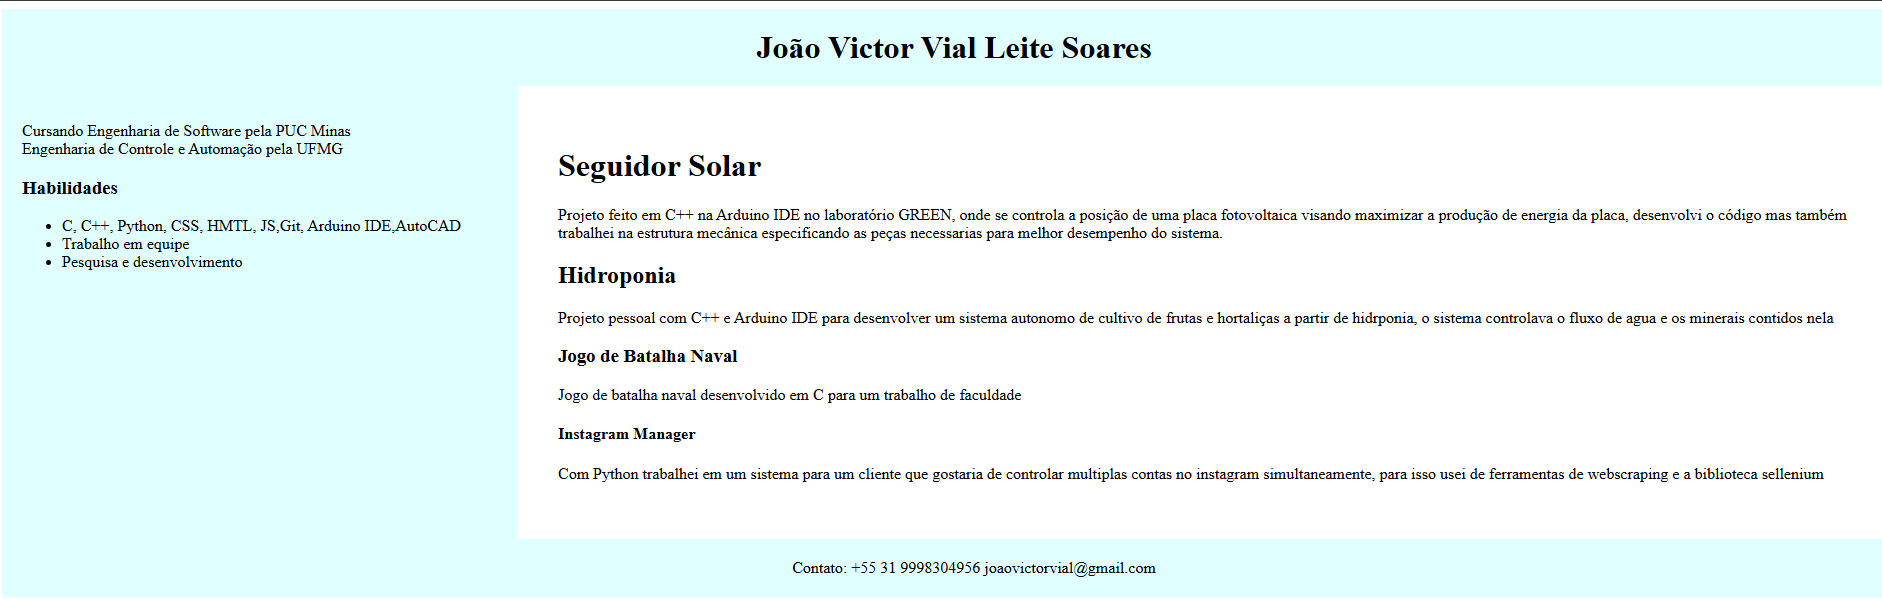 João Victor Vial Leite Soares
Cursando Engenharia de Software pela PUC Minas
Engenharia de Controle e Automação pela UFMG
Habilidades
• C, C++, Python, CSS, HMTL, JS,Git, Arduino IDE,AutoCAD
• Trabalho em equipe
• Pesquisa e desenvolvimento
Seguidor Solar
Projeto feito em C++ na Arduino IDE no laboratório GREEN, onde se controla a posição de uma placa fotovoltaica visando maximizar a produção de energia da placa, desenvolvi o código mas também
trabalhei na estrutura mecânica especificando as peças necessarias para melhor desempenho do sistema.
Hidroponia
Projeto pessoal com C++ e Arduino IDE para desenvolver um sistema autonomo de cultivo de frutas e hortaliças a partir de hidrponia, o sistema controlava o fluxo de agua e os minerais contidos nela
Jogo de Batalha Naval
Jogo de batalha naval desenvolvido em C para um trabalho de faculdade
Instagram Manager
Com Python trabalhei em um sistema para um cliente que gostaria de controlar multiplas contas no instagram simultaneamente, para isso usei de ferramentas de webscraping e a biblioteca sellenium
Contato: +55 31 9998304956 joaovictorvial@gmail.com